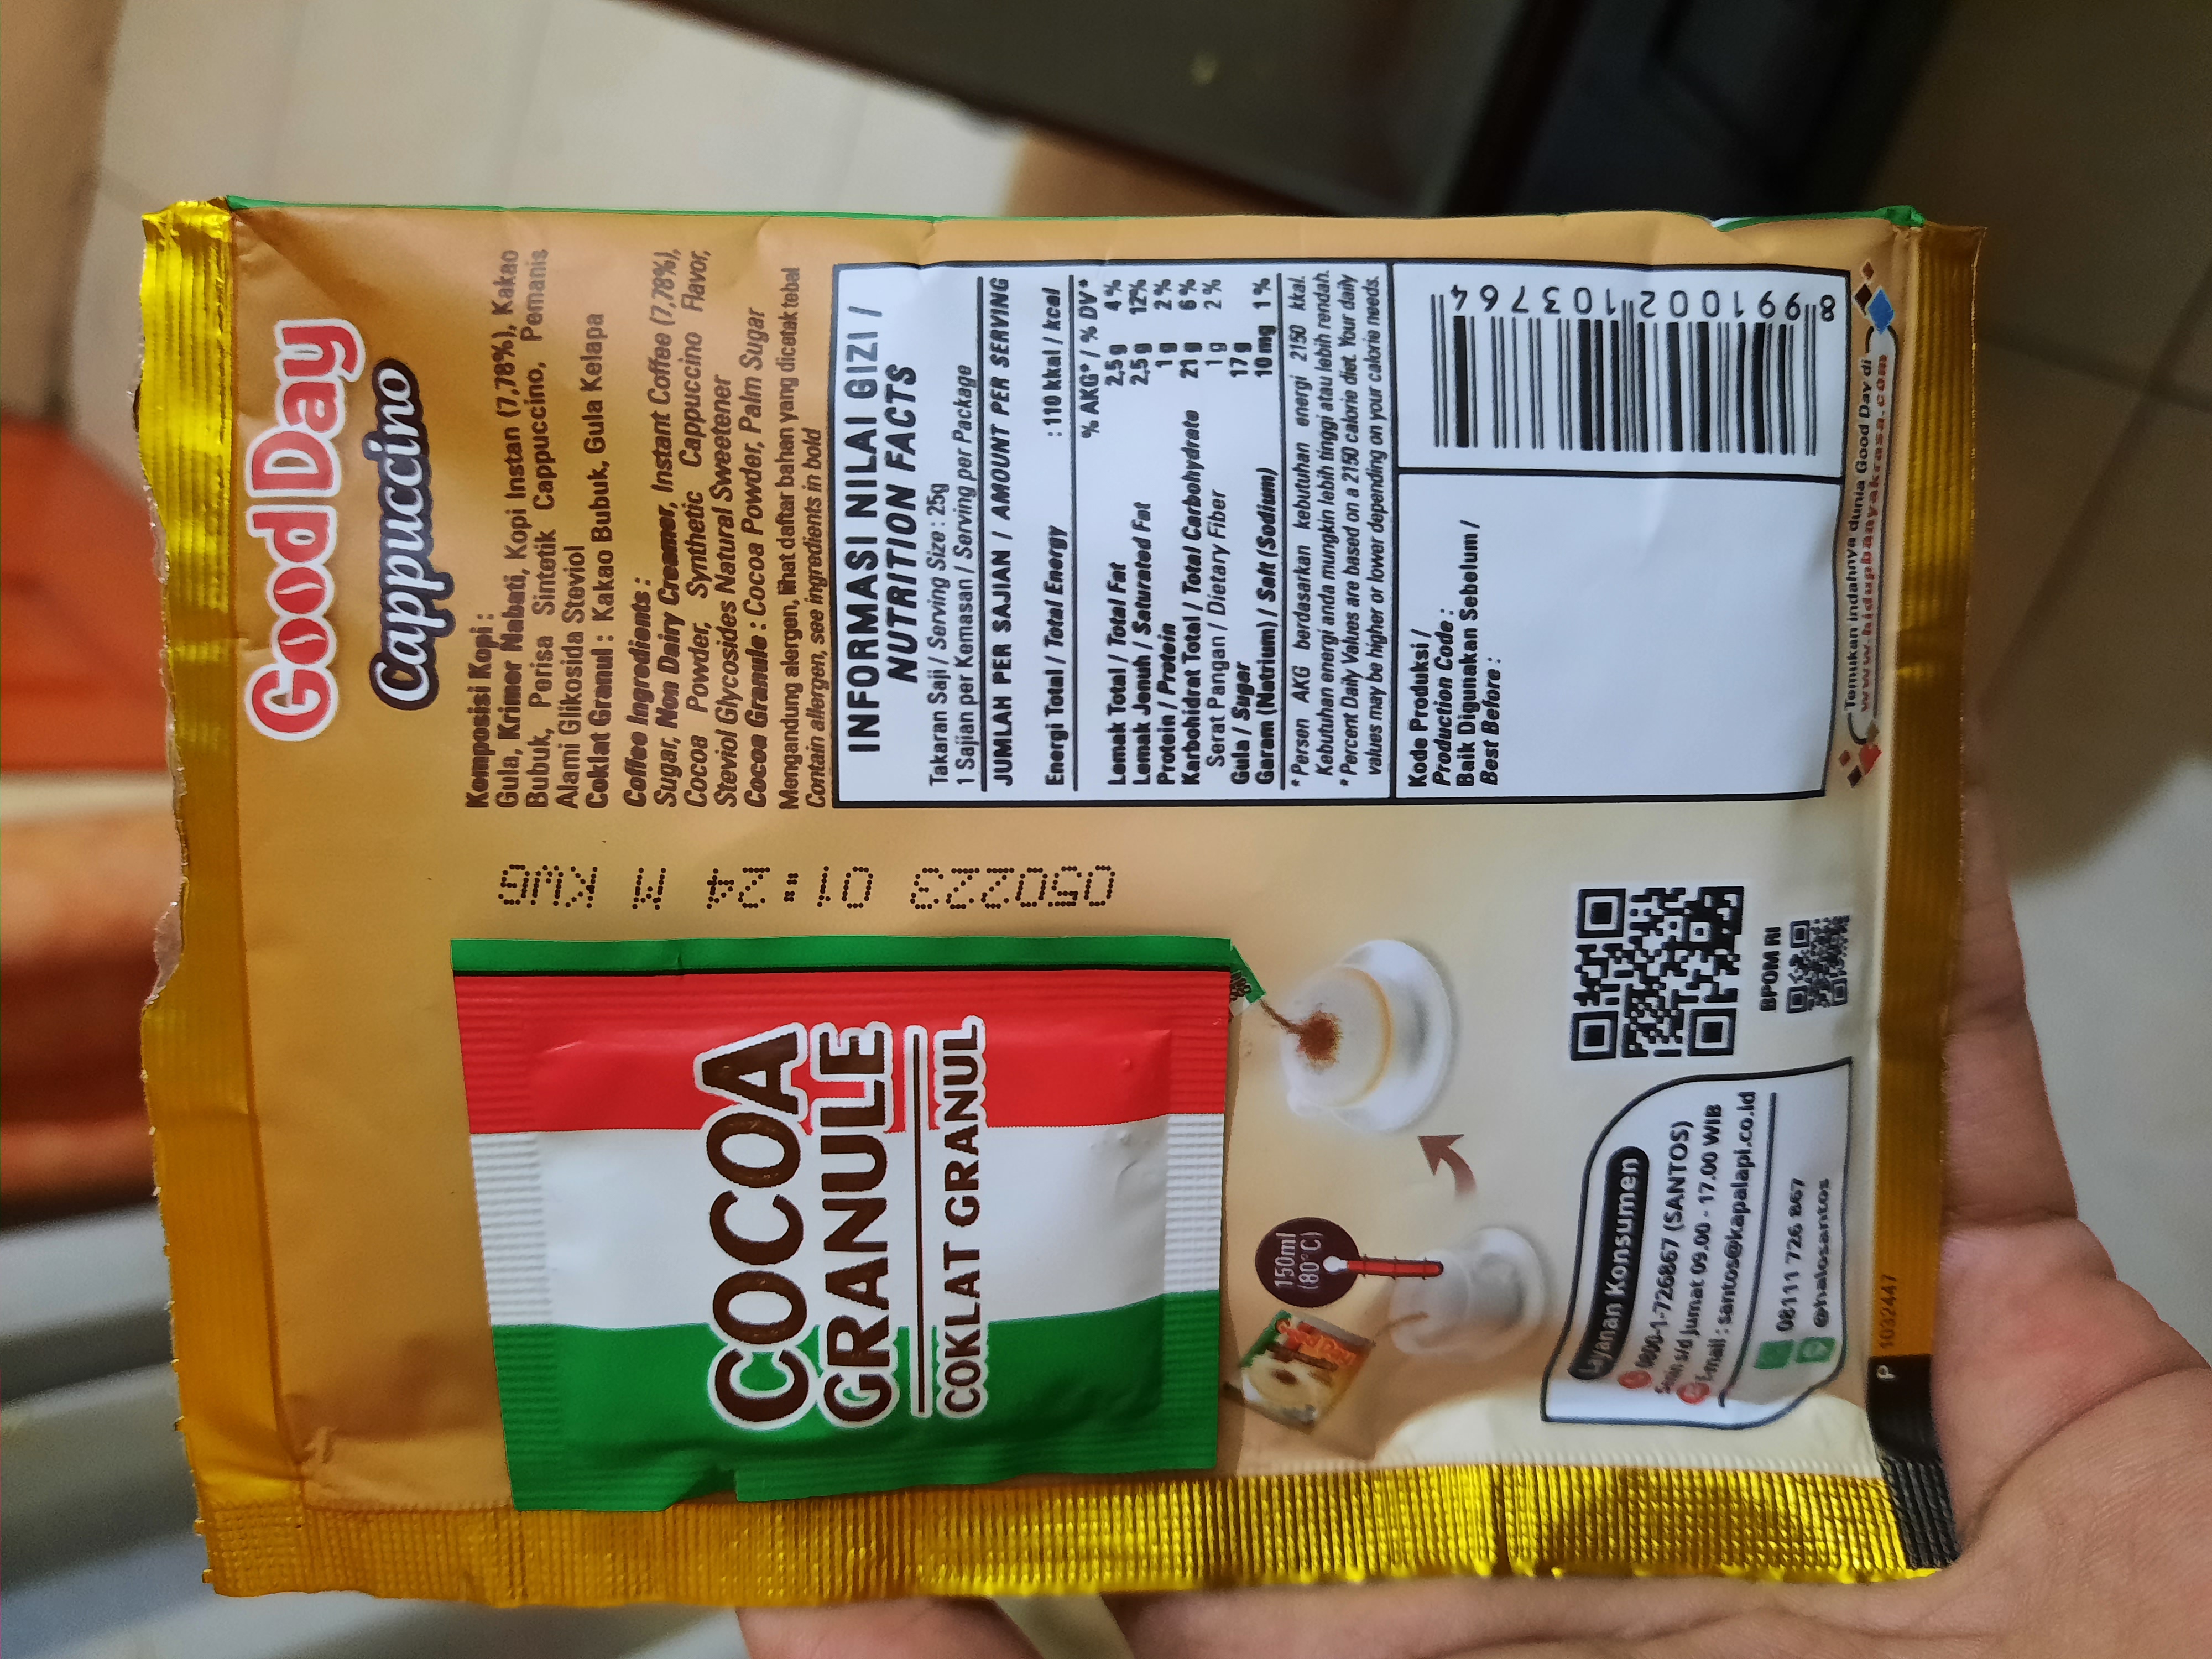 Good Day
Cappuccino
Komposisi Kopi :
Gula, Krimer Nabati, Kopi Instan (7,78%), Kakao
Bubuk, Perisa Sintetik Cappuccino, Pemanis
Alami Glikosida Steviol
Coklat Granul : Kakao Bubuk, Gula Kelapa
Coffee Ingredients :
Sugar, Non Dairy Creamer, Instant Coffee (7,78%),
Cocoa Powder, Synthetic Cappuccino Flavor,
Steviol Glycosides Natural Sweetener
Cocoa Granule : Cocoa Powder, Palm Sugar
Mengandung alergen, lihat daftar bahan yang dicetak tebal
Contain allergen, see ingredients in bold
INFORMASI NILAI GIZI /
NUTRITION FACTS
Takaran Saji / Serving Size : 25g
1 Sajian per Kemasan / Serving per Package
JUMLAH PER SAJIAN / AMOUNT PER SERVING
Energi Total / Total Energy : 110 kkal / kcal
% AKG* / % DV*
Lemak Total / Total Fat 2,5 g 4%
Lemak Jenuh / Saturated Fat 2,5 g 12%
Protein / Protein 1 g 2%
Karbohidrat Total / Total Carbohydrate 21 g 6%
Serat Pangan / Dietary Fiber 1 g 2%
Gula / Sugar 17 g
Garam (Natrium) / Salt (Sodium) 10 mg 1%
* Persen AKG berdasarkan kebutuhan energi 2150 kkal.
Kebutuhan energi anda mungkin lebih tinggi atau lebih rendah.
* Percent Daily Values are based on a 2150 calorie diet. Your daily
values may be higher or lower depending on your calorie needs.
Kode Produksi /
Production Code :
Baik Digunakan Sebelum /
Best Before :
8 991002 103764
Temukan indahnya dunia Good Day di
www.hidupbanyakrasa.com
COCOA
GRANULE
COKLAT GRANUL
050223 01:24 M
150ml
(80°C)
Layanan Konsumen
0800-1-726867 (SANTOS)
Senin s/d Jumat 09.00 - 17.00 WIB
E-mail : santos@kapalapi.co.id
08111 726 867
@halosantos
BPOM RI
P 1032447